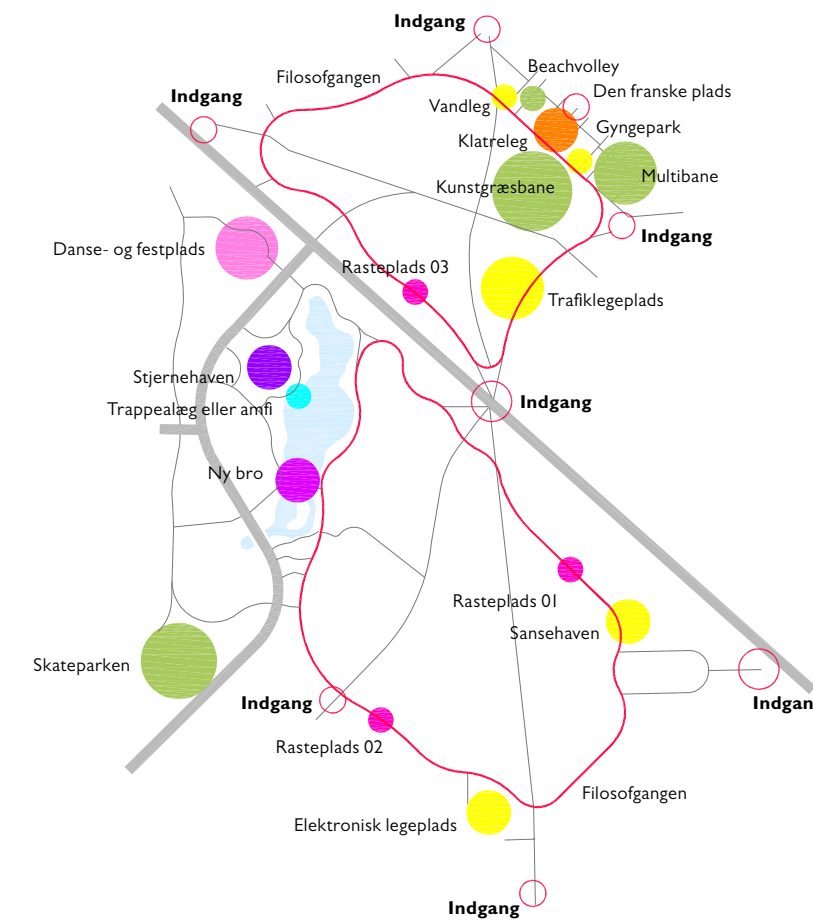 Indgang
Beachvolley
Filosofgangen
Den franske plads
Indgang
Vandleg
Gyngepark
Klatreleg
Multibane
Kunstgræsbane
Indgang
Danse- og festplads
Rasteplads 03
Trafiklegeplads
Stjernehaven
Indgang
Trappealæg eller amfi
Ny bro
Rasteplads 01
Sansehaven
Skateparken
Indgang
Indgan
Rasteplads 02
Filosofgangen
Elektronisk legeplads
Indgang